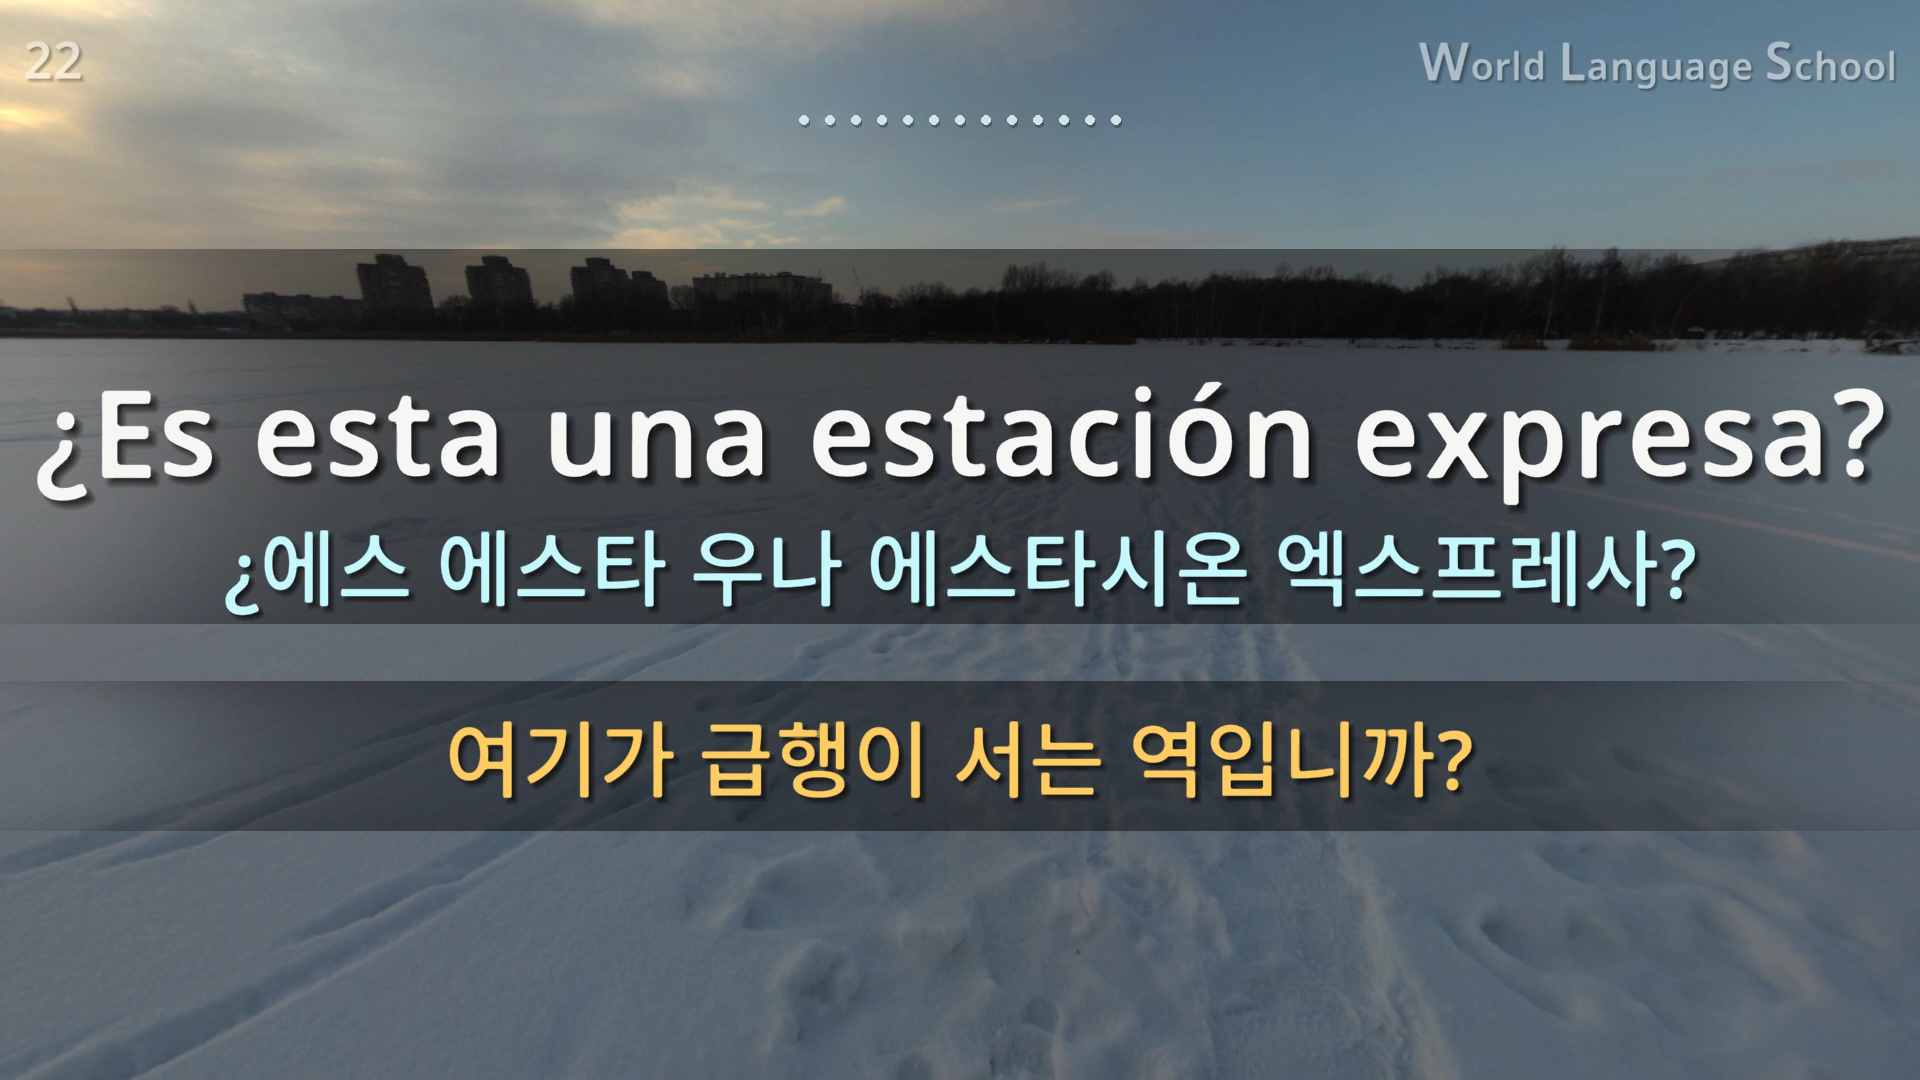 22
World Language School
¿Es esta una estación expresa?
¿에스 에스타 우나 에스타시온 엑스프레사?
여기가 급행이 서는 역입니까?